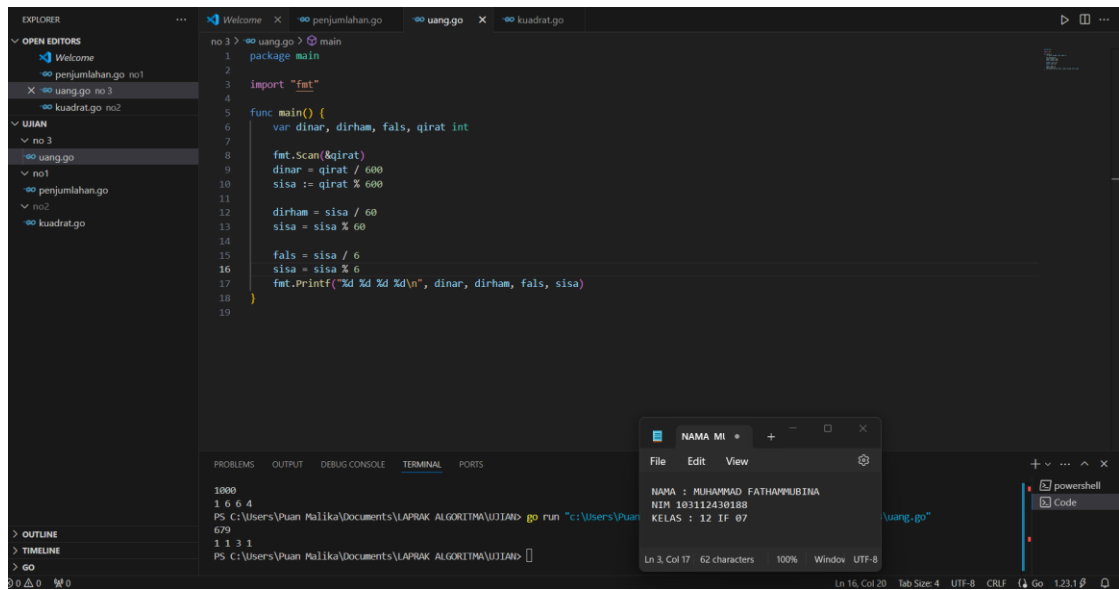 EXPLORER
OPEN EDITORS
Welcome
penjumlahan.go no1
uang.go no 3
kuadrat.go no2
UJIAN
no 3
uang.go
no1
penjumlahan.go
no2
kuadrat.go
OUTLINE
TIMELINE
GO
Welcome penjumlahan.go uang.go kuadrat.go
no 3 > uang.go > main
1 package main
2
3 import "fmt"
4
5 func main() {
6 var dinar, dirham, fals, qirat int
7
8 fmt.Scan(&qirat)
9 dinar = qirat / 600
10 sisa := qirat % 600
11
12 dirham = sisa / 60
13 sisa = sisa % 60
14
15 fals = sisa / 6
16 sisa = sisa % 6
17 fmt.Printf("%d %d %d %d\n", dinar, dirham, fals, sisa)
18 }
19
PROBLEMS OUTPUT DEBUG CONSOLE TERMINAL PORTS
1000
1 6 6 4
PS C:\Users\Puan Malika\Documents\LAPRAK ALGORITMA\UJIAN> go run "c:\Users\Puan \uang.go"
679
1 1 3 1
PS C:\Users\Puan Malika\Documents\LAPRAK ALGORITMA\UJIAN>
powershell
Code
NAMA MU
File Edit View
NAMA : MUHAMMAD FATHAMMUBINA
NIM 103112430188
KELAS : 12 IF 07
Ln 3, Col 17 62 characters 100% Window UTF-8
0 0 0 Ln 16, Col 20 Tab Size: 4 UTF-8 CRLF Go 1.23.1